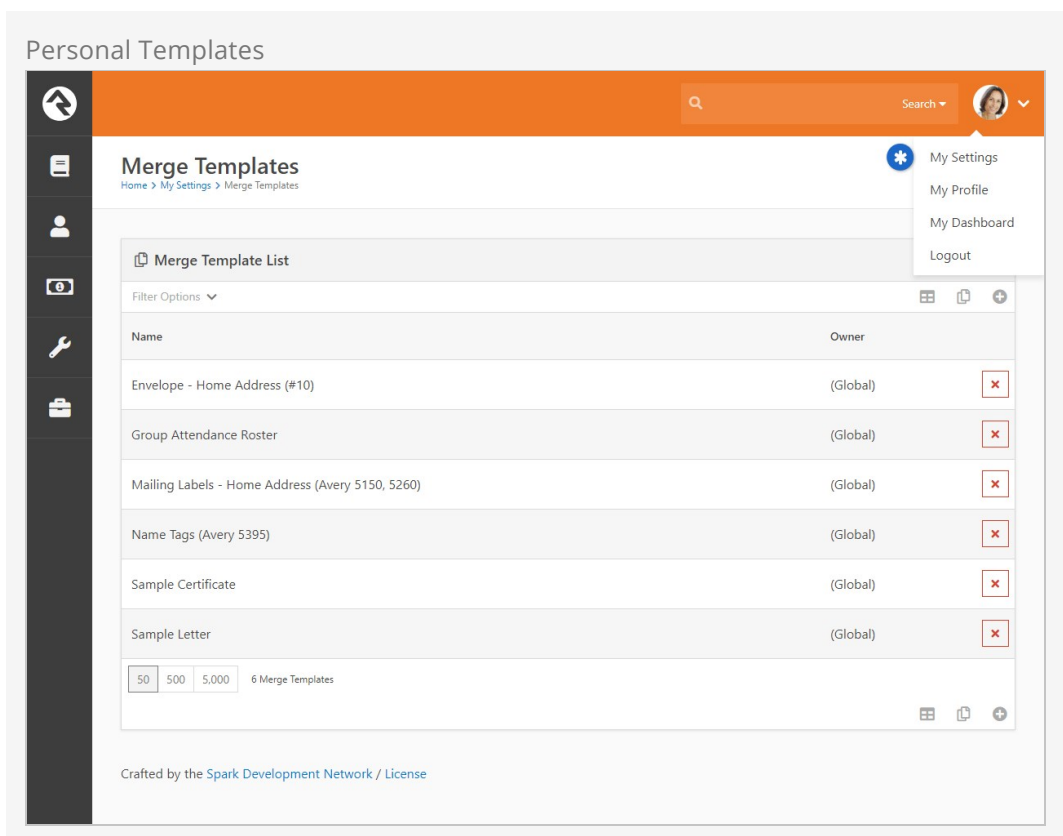 Personal Templates
Search
My Settings
My Profile
My Dashboard
Logout
Merge Templates
Home > My Settings > Merge Templates
Merge Template List
Filter Options
Name Owner
Envelope - Home Address (#10) (Global)
Group Attendance Roster (Global)
Mailing Labels - Home Address (Avery 5150, 5260) (Global)
Name Tags (Avery 5395) (Global)
Sample Certificate (Global)
Sample Letter (Global)
50 500 5,000 6 Merge Templates
Crafted by the Spark Development Network / License